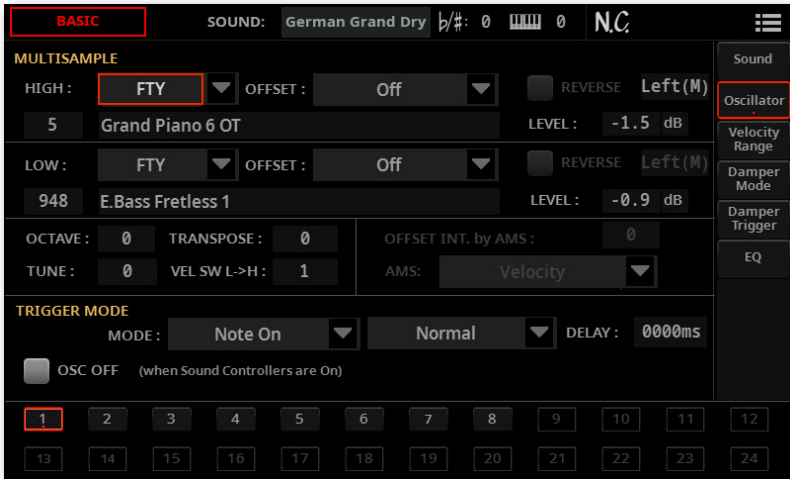 BASIC SOUND: German Grand Dry ♭/#: 0 0 N.C.
MULTISAMPLE
HIGH : FTY OFFSET : Off REVERSE Left(M)
5 Grand Piano 6 OT LEVEL : -1.5 dB
LOW : FTY OFFSET : Off REVERSE Left(M)
948 E.Bass Fretless 1 LEVEL : -0.9 dB
OCTAVE : 0 TRANSPOSE : 0 OFFSET INT. by AMS : 0
TUNE : 0 VEL SW L->H : 1 AMS: Velocity
TRIGGER MODE
MODE : Note On Normal DELAY : 0000ms
OSC OFF (when Sound Controllers are On)
Sound
Oscillator
Velocity
Range
Damper
Mode
Damper
Trigger
EQ
1 2 3 4 5 6 7 8 9 10 11 12
13 14 15 16 17 18 19 20 21 22 23 24